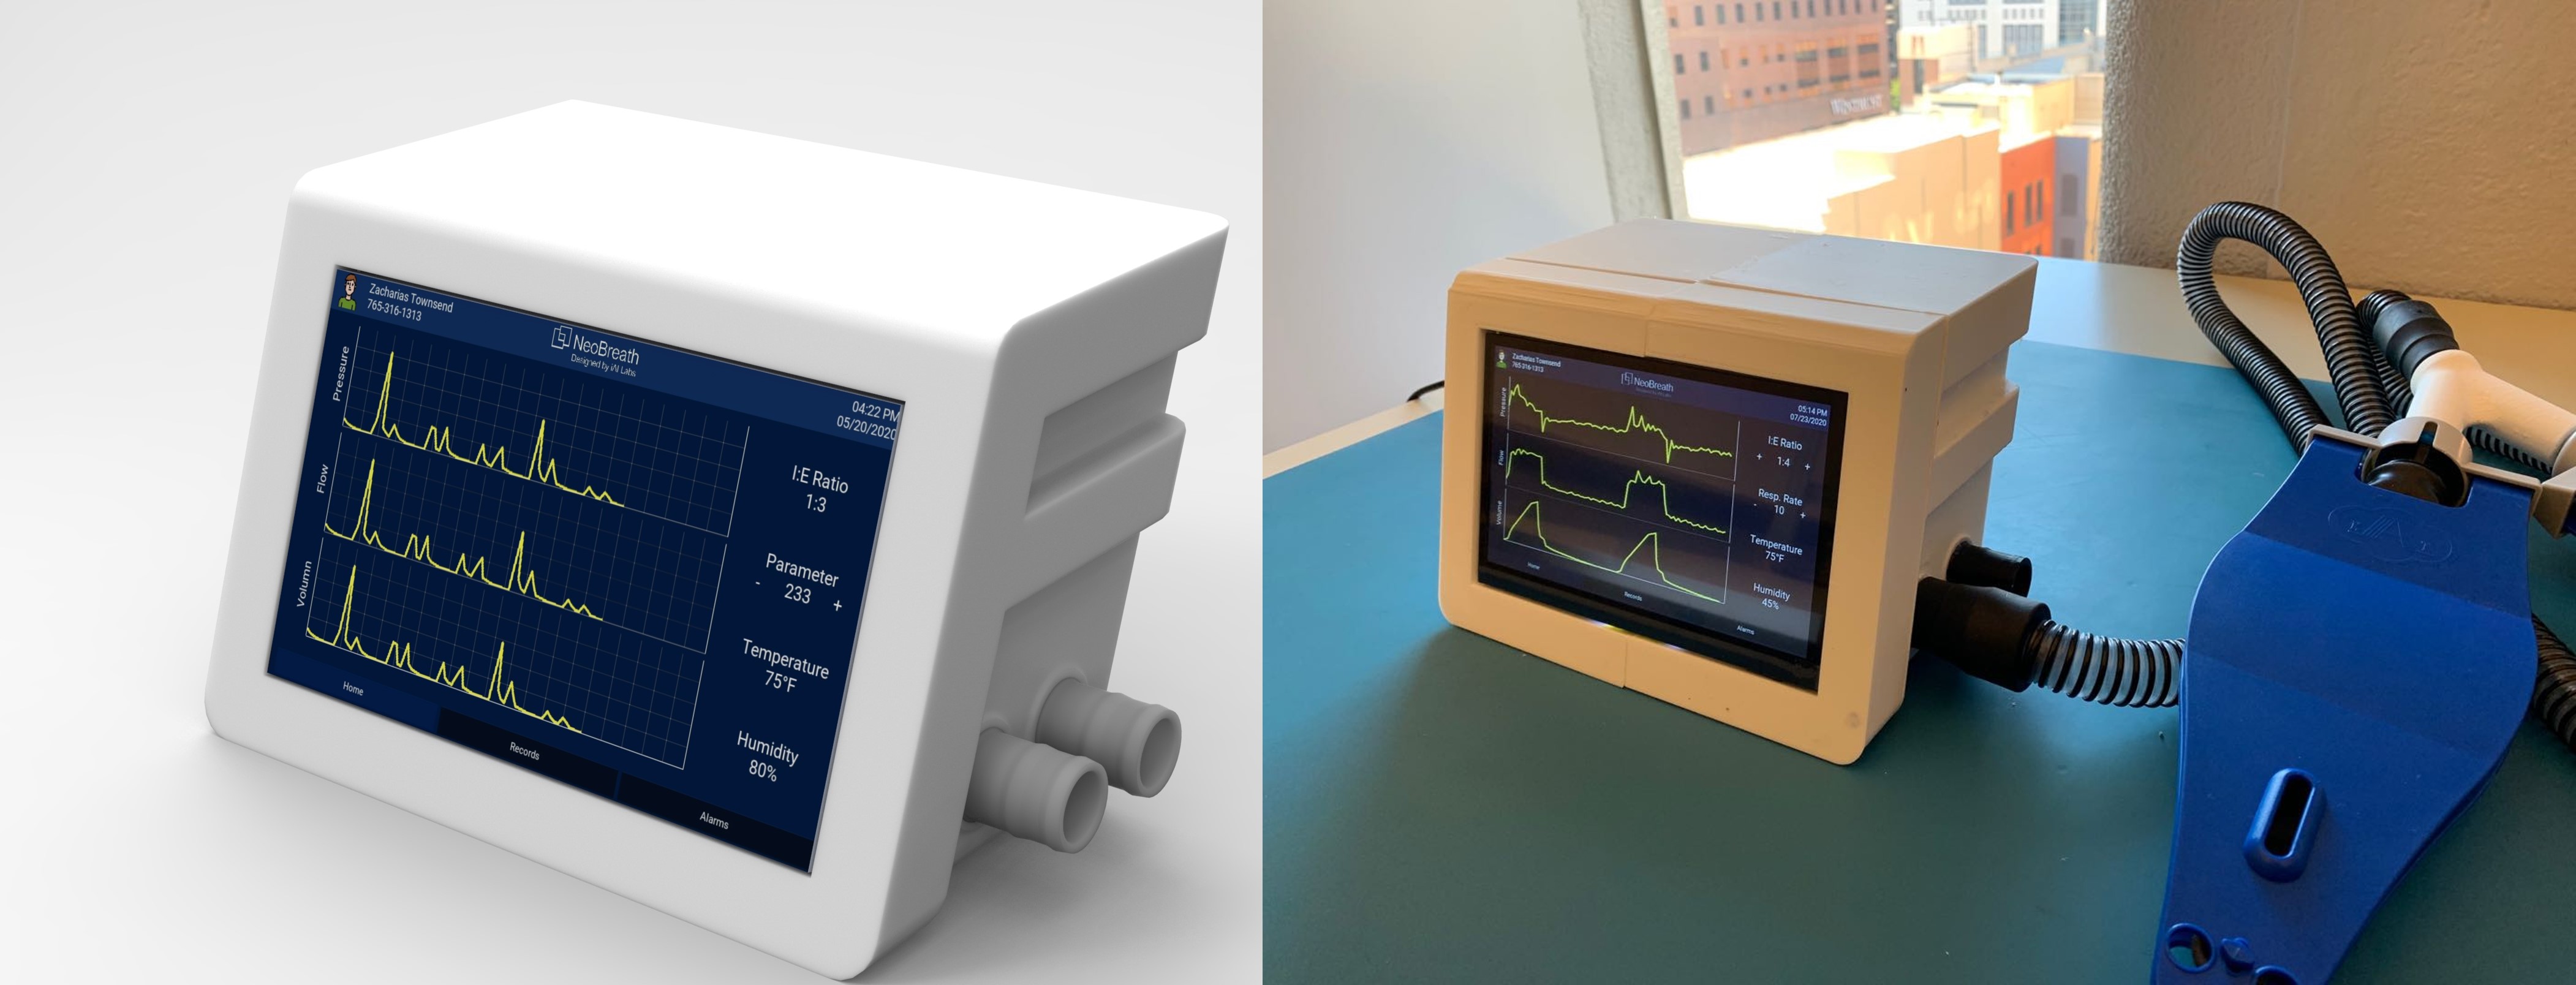 Zacharias Townsend
765-316-1313
NeoBreath
Designed by iAI Labs
04:22 PM
05/20/2020
Pressure
Flow
Volumn
I:E Ratio
1:3
Parameter
- 233 +
Temperature
75°F
Humidity
80%
Home
Records
Alarms
Zacharias Townsend
765-316-1313
NeoBreath
05:14 PM
07/23/2020
Pressure
Flow
Volume
I:E Ratio
+ 1:4 +
Resp. Rate
- 10 +
Temperature
75°F
Humidity
45%
Home
Records
Alarms